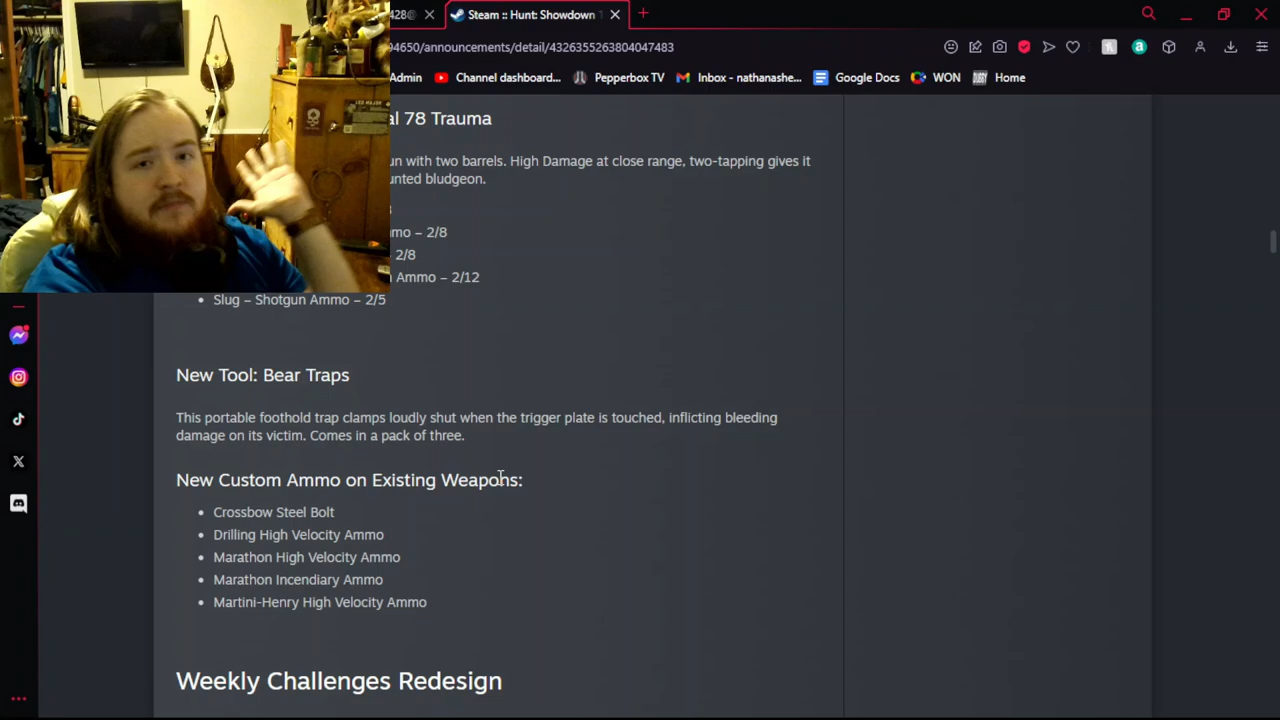 428@
Steam :: Hunt: Showdown 1
94650/announcements/detail/4326355263804047483
Admin
Channel dashboard...
Pepperbox TV
Inbox - nathanashe...
Google Docs
WON
Home
al 78 Trauma
un with two barrels. High Damage at close range, two-tapping gives it
unted bludgeon.
mo – 2/8
2/8
n Ammo – 2/12
• Slug – Shotgun Ammo – 2/5
New Tool: Bear Traps
This portable foothold trap clamps loudly shut when the trigger plate is touched, inflicting bleeding
damage on its victim. Comes in a pack of three.
New Custom Ammo on Existing Weapons:
• Crossbow Steel Bolt
• Drilling High Velocity Ammo
• Marathon High Velocity Ammo
• Marathon Incendiary Ammo
• Martini-Henry High Velocity Ammo
Weekly Challenges Redesign